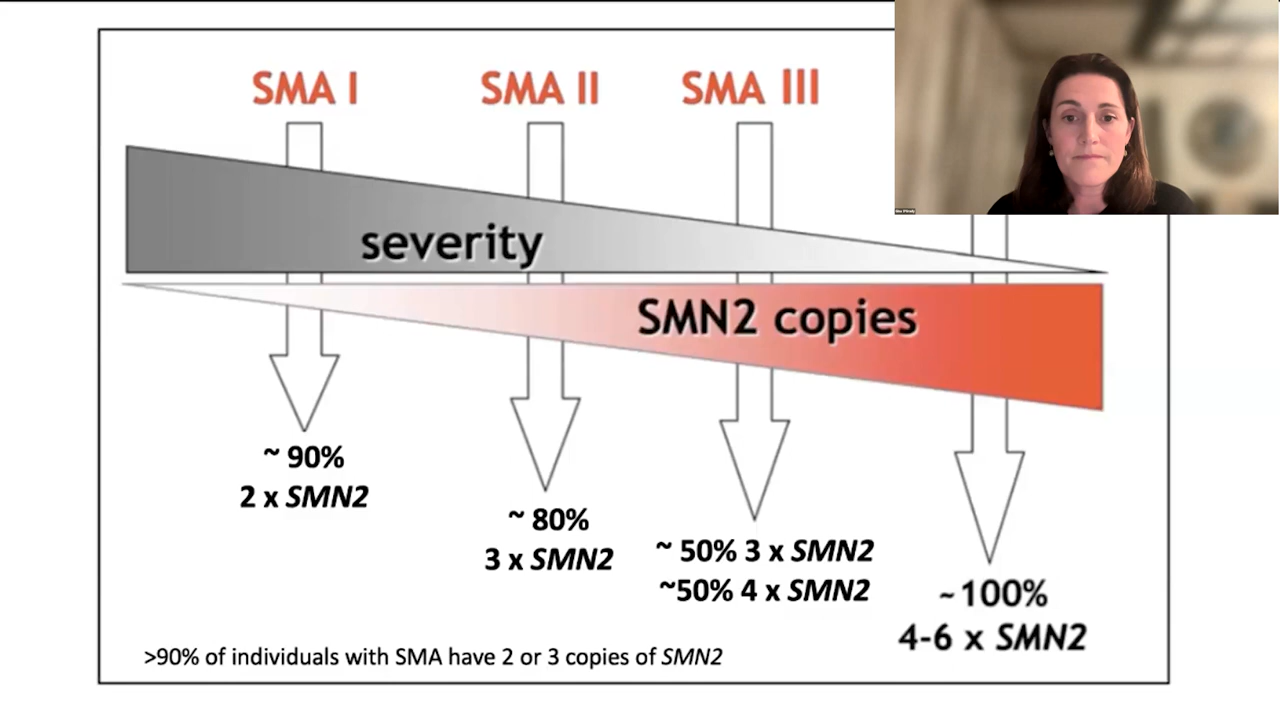 SMA I
SMA II
SMA III
severity
SMN2 copies
~ 90%
2 x SMN2
~ 80%
3 x SMN2
~ 50% 3 x SMN2
~50% 4 x SMN2
~100%
4-6 x SMN2
>90% of individuals with SMA have 2 or 3 copies of SMN2